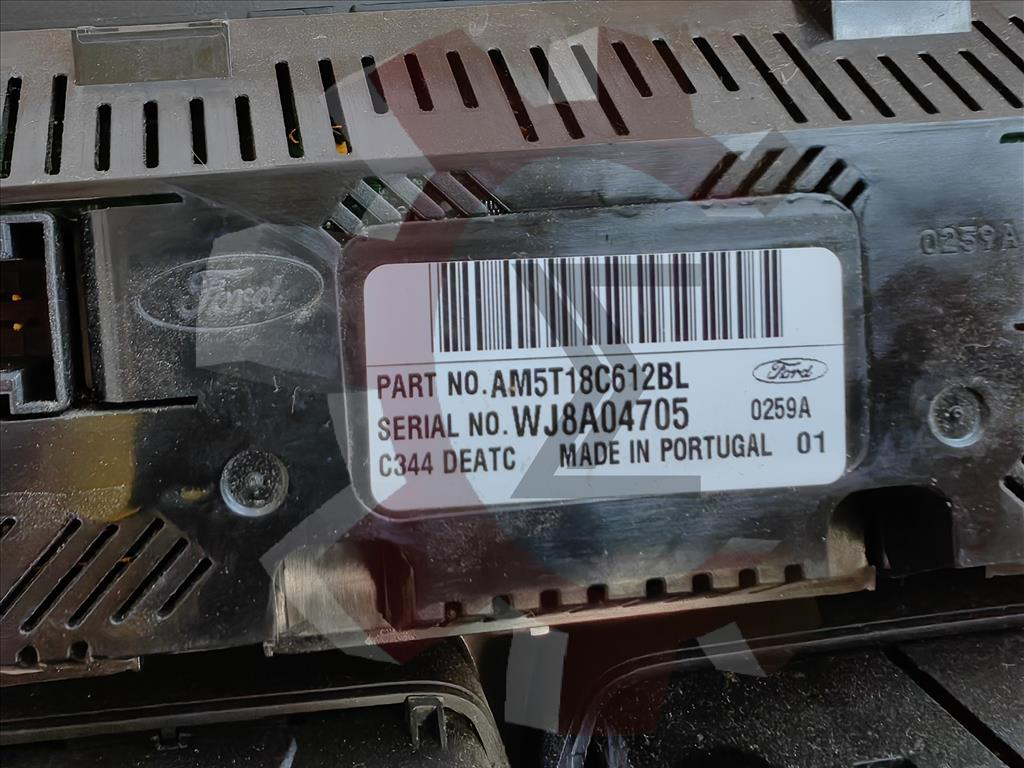 0259A
Ford
PART NO. AM5T18C612BL
Ford
SERIAL NO. WJ8A04705
0259A
C344 DEATC MADE IN PORTUGAL 01